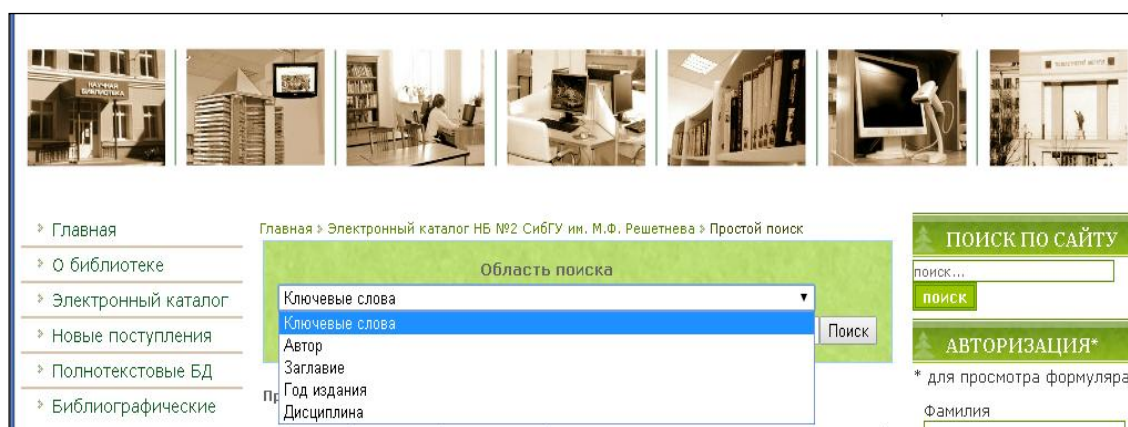 НАУЧНАЯ
БИБЛИОТЕКА
Главная
О библиотеке
Электронный каталог
Новые поступления
Полнотекстовые БД
Библиографические
Главная › Электронный каталог НБ №2 СибГУ им. М.Ф. Решетнева › Простой поиск
Область поиска
Ключевые слова
Ключевые слова
Автор
Заглавие
Год издания
Дисциплина
Поиск
ПОИСК ПО САЙТУ
поиск...
поиск
АВТОРИЗАЦИЯ*
* для просмотра формуляра
Фамилия